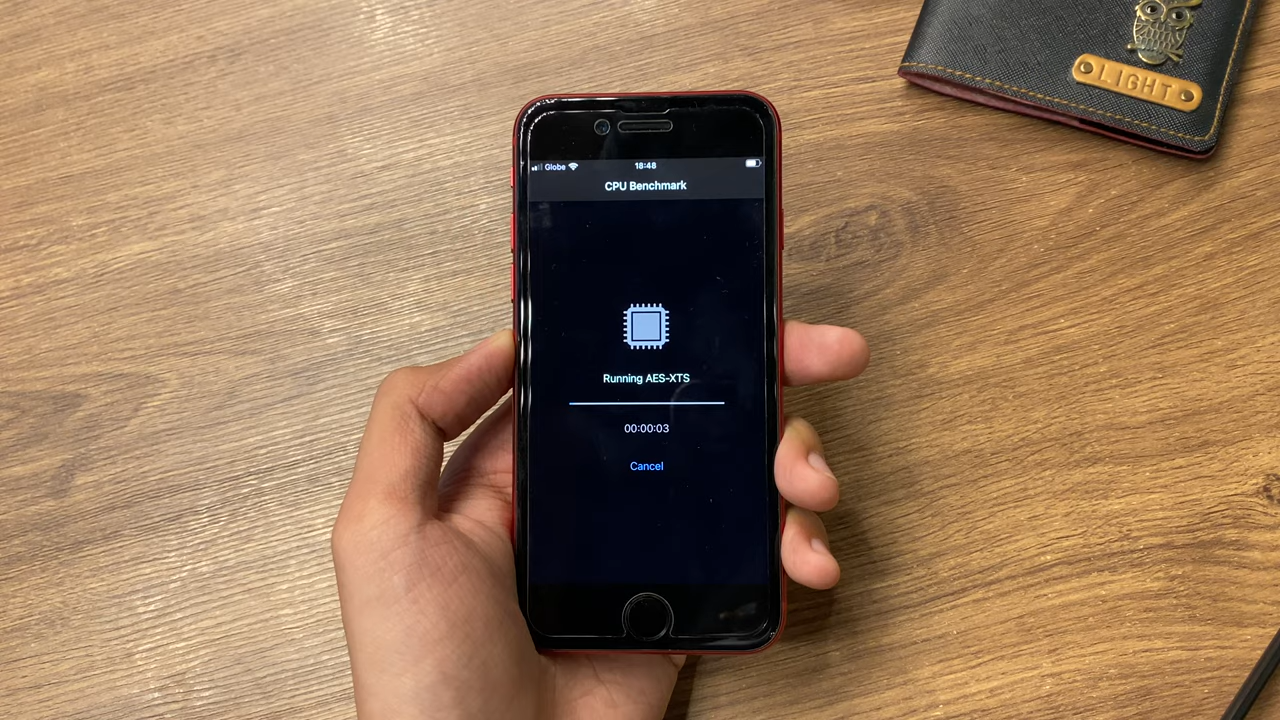 LIGHT
Globe 18:48
CPU Benchmark
Running AES-XTS
00:00:03
Cancel